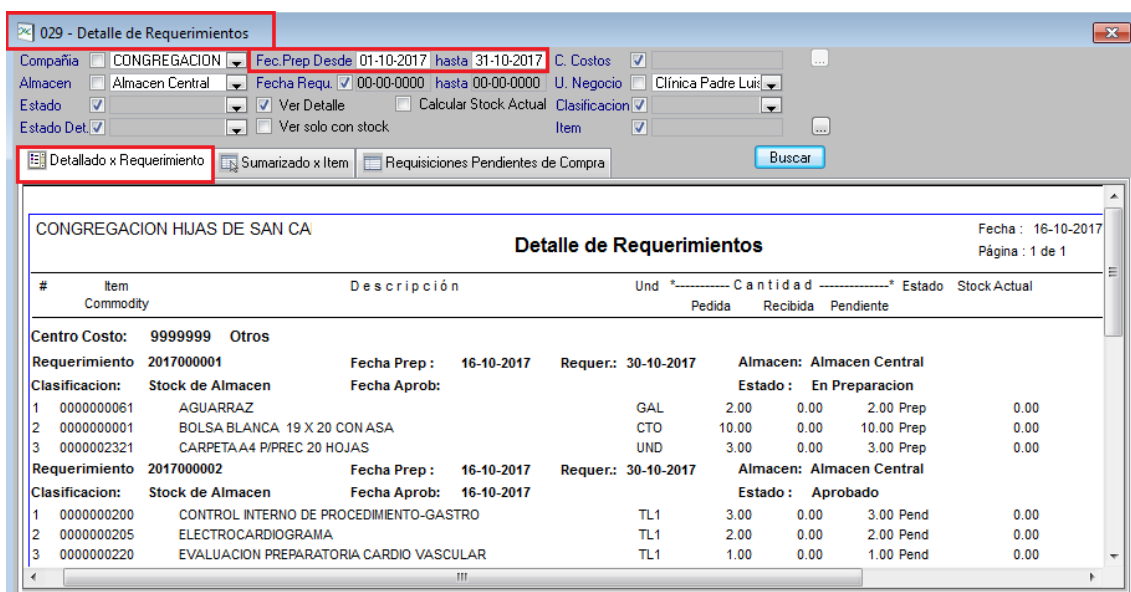 029 - Detalle de Requerimientos
Compañia CONGREGACION Fec.Prep Desde 01-10-2017 hasta 31-10-2017 C. Costos ...
Almacen Almacen Central Fecha Requ. 00-00-0000 hasta 00-00-0000 U. Negocio Clínica Padre Luis
Estado Ver Detalle Calcular Stock Actual Clasificacion
Estado Det. Ver solo con stock Item ...
Detallado x Requerimiento Sumarizado x Item Requisiciones Pendientes de Compra Buscar
CONGREGACION HIJAS DE SAN CA Fecha : 16-10-2017
Detalle de Requerimientos
Página : 1 de 1
# Item Descripción Und *----------- Cantidad --------------* Estado Stock Actual
Commodity Pedida Recibida Pendiente
Centro Costo: 9999999 Otros
Requerimiento 2017000001 Fecha Prep : 16-10-2017 Requer.: 30-10-2017 Almacen: Almacen Central
Clasificacion: Stock de Almacen Fecha Aprob: Estado : En Preparacion
1 0000000061 AGUARRAZ GAL 2.00 0.00 2.00 Prep 0.00
2 0000000001 BOLSA BLANCA 19 X 20 CON ASA CTO 10.00 0.00 10.00 Prep 0.00
3 0000002321 CARPETA A4 P/PREC 20 HOJAS UND 3.00 0.00 3.00 Prep 0.00
Requerimiento 2017000002 Fecha Prep : 16-10-2017 Requer.: 30-10-2017 Almacen: Almacen Central
Clasificacion: Stock de Almacen Fecha Aprob: 16-10-2017 Estado : Aprobado
1 0000000200 CONTROL INTERNO DE PROCEDIMIENTO-GASTRO TL1 3.00 0.00 3.00 Pend 0.00
2 0000000205 ELECTROCARDIOGRAMA TL1 2.00 0.00 2.00 Pend 0.00
3 0000000220 EVALUACION PREPARATORIA CARDIO VASCULAR TL1 1.00 0.00 1.00 Pend 0.00